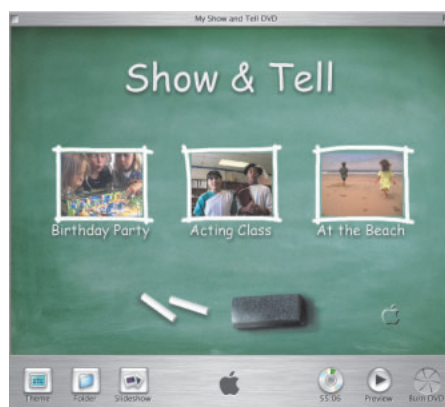 My Show and Tell DVD
Show & Tell
Birthday Party Acting Class At the Beach
Theme Folder Slideshow 55:06 Preview Burn DVD